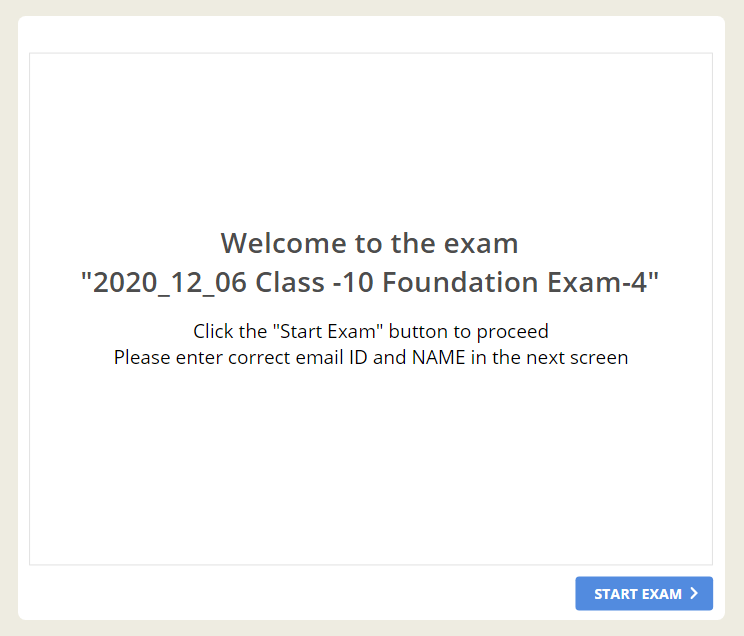 Welcome to the exam
"2020_12_06 Class -10 Foundation Exam-4"
Click the "Start Exam" button to proceed
Please enter correct email ID and NAME in the next screen
START EXAM